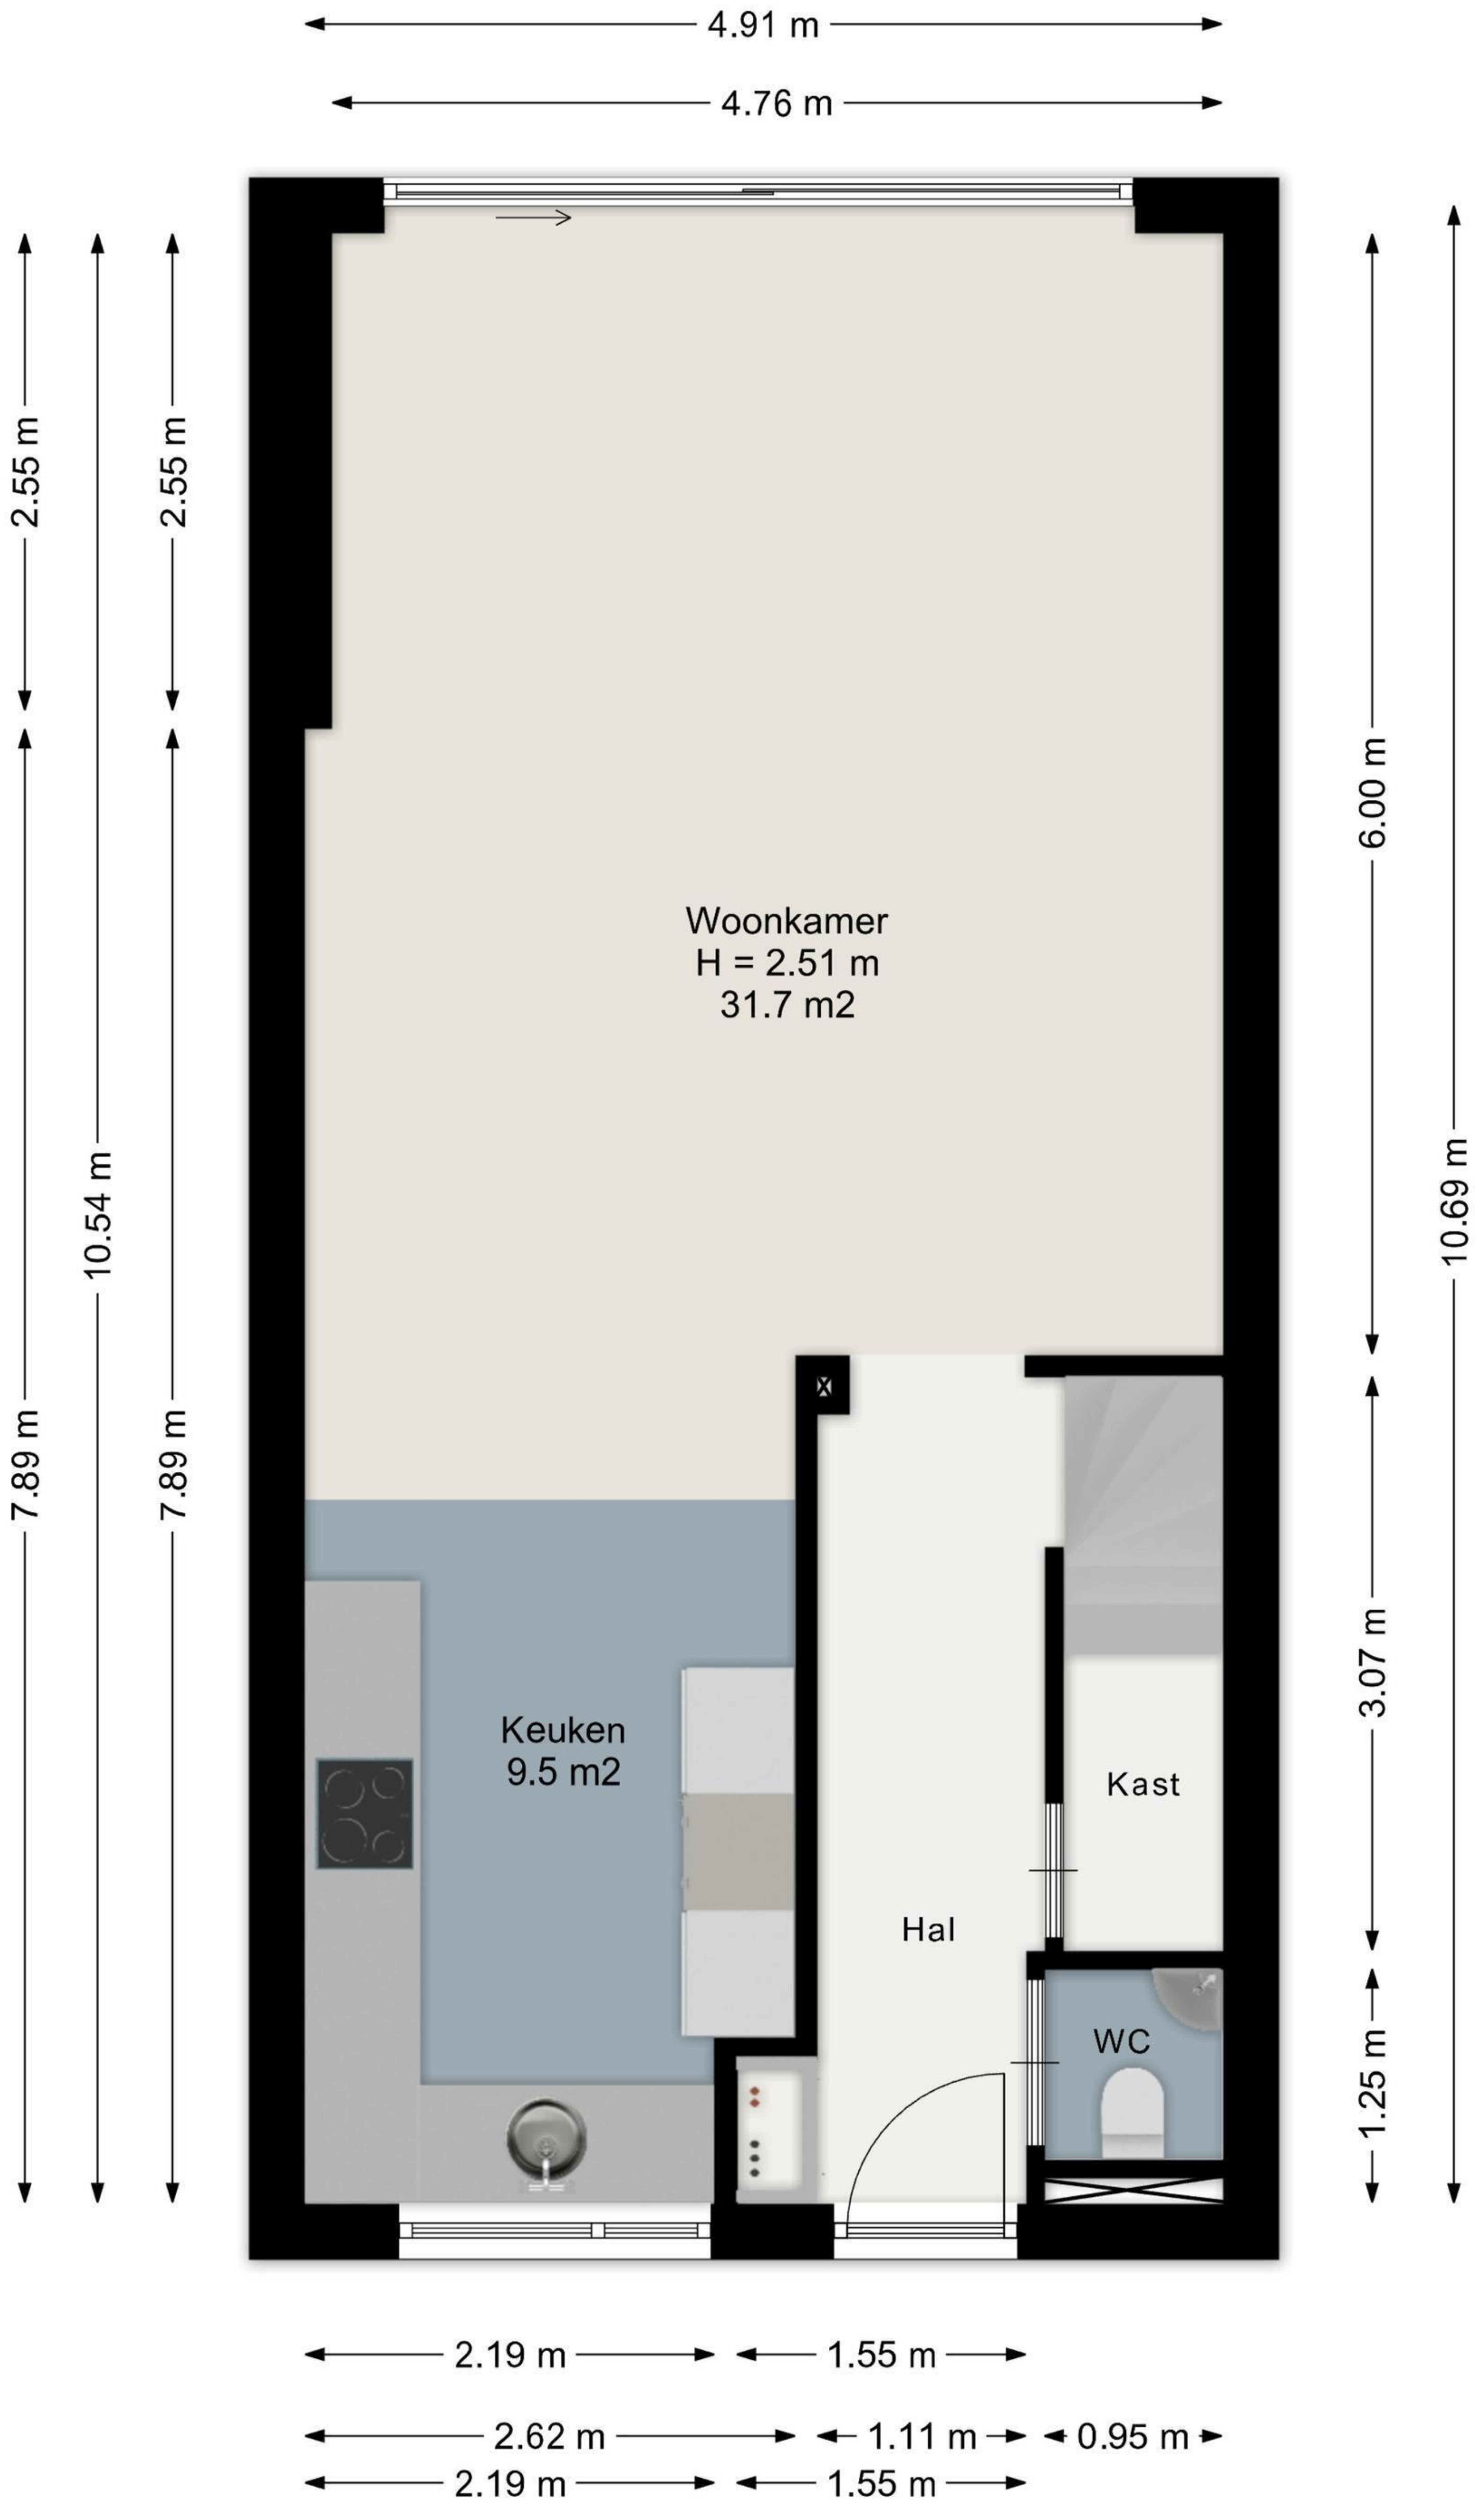 4.91 m
4.76 m
2.55 m
2.55 m
6.00 m
Woonkamer
H = 2.51 m
31.7 m2
10.54 m
10.69 m
7.89 m
7.89 m
3.07 m
Keuken
9.5 m2
Kast
Hal
WC
1.25 m
2.19 m
1.55 m
2.62 m
1.11 m
0.95 m
2.19 m
1.55 m